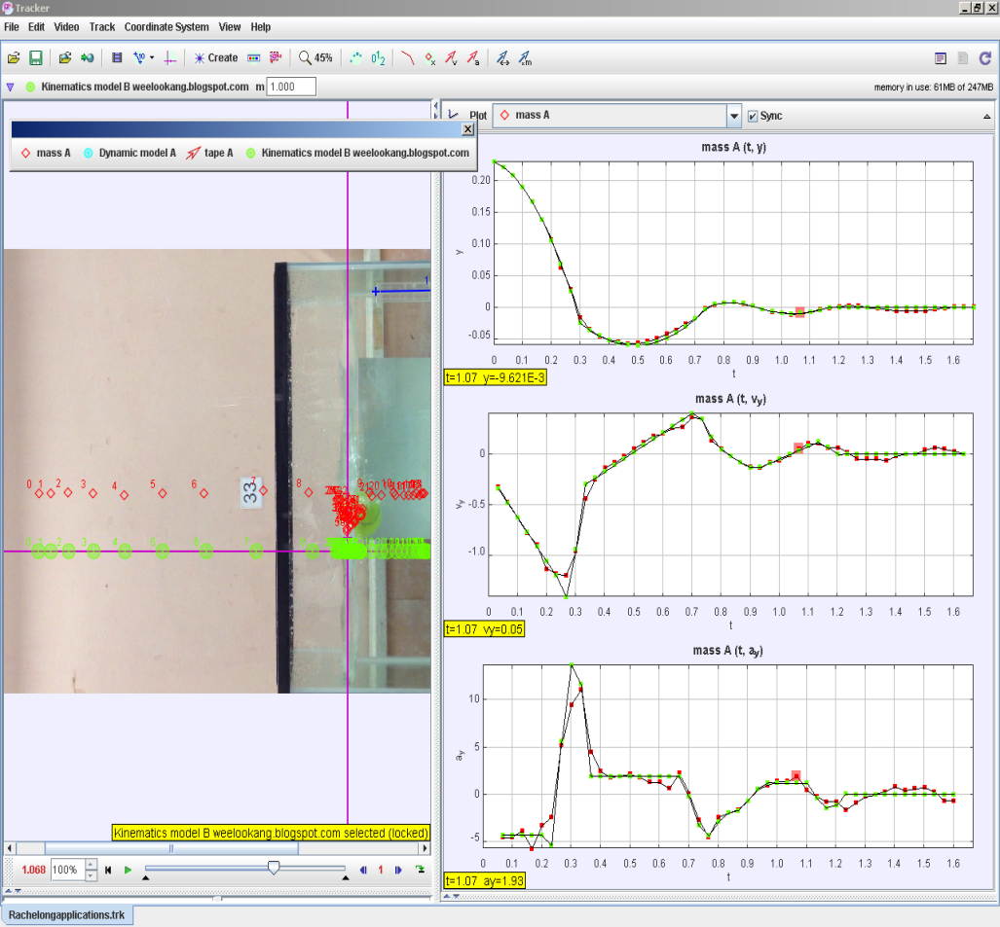 Tracker
File Edit Video Track Coordinate System View Help
Create 45%
Kinematics model B weelookang.blogspot.com m 1.000
memory in use: 61MB of 247MB
Plot mass A Sync
mass A Dynamic model A tape A Kinematics model B weelookang.blogspot.com
mass A (t, y)
0.20
0.15
0.10
0.05
0
-0.05
y
0 0.1 0.2 0.3 0.4 0.5 0.6 0.7 0.8 0.9 1.0 1.1 1.2 1.3 1.4 1.5 1.6
t
t=1.07 y=-9.621E-3
mass A (t, vy)
0
-0.5
-1.0
vy
0 0.1 0.2 0.3 0.4 0.5 0.6 0.7 0.8 0.9 1.0 1.1 1.2 1.3 1.4 1.5 1.6
t
t=1.07 vy=0.05
mass A (t, ay)
10
5
0
-5
ay
0 0.1 0.2 0.3 0.4 0.5 0.6 0.7 0.8 0.9 1.0 1.1 1.2 1.3 1.4 1.5 1.6
t
t=1.07 ay=1.93
1
0 1 2 3 4 5 6 7 8 9
33
Kinematics model B weelookang.blogspot.com selected (locked)
1.068 100% 1
Rachelongapplications.trk